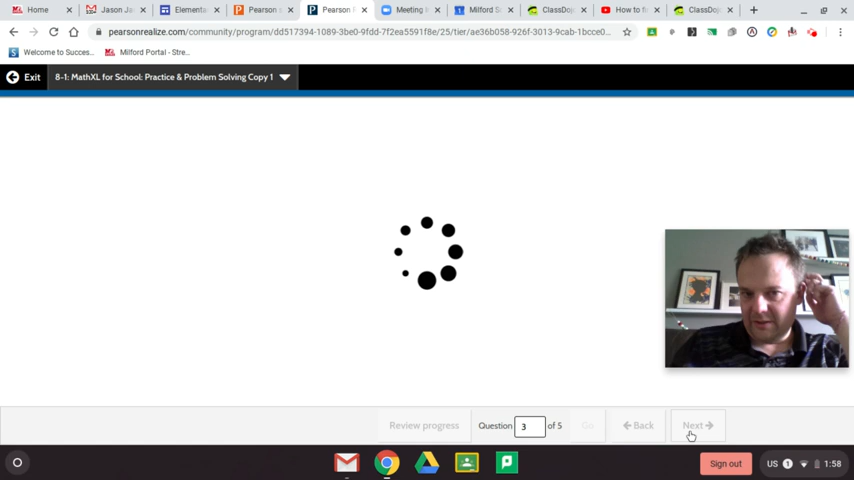 Home
Jason Ja
Elementa
Pearson
Pearson F
Meeting i
Milford S
ClassDo
How to fi
ClassDo
pearsonrealize.com/community/program/dd517394-1089-3be0-9fdd-7f2ea5591f8e/25/tier/ae36b058-926f-3013-9cab-1bcce0...
Welcome to Succes...
Milford Portal - Stre...
Exit
8-1: MathXL for School: Practice & Problem Solving Copy 1
Review progress
Question 3 of 5
Go
Back
Next
Sign out
US 1 1:58